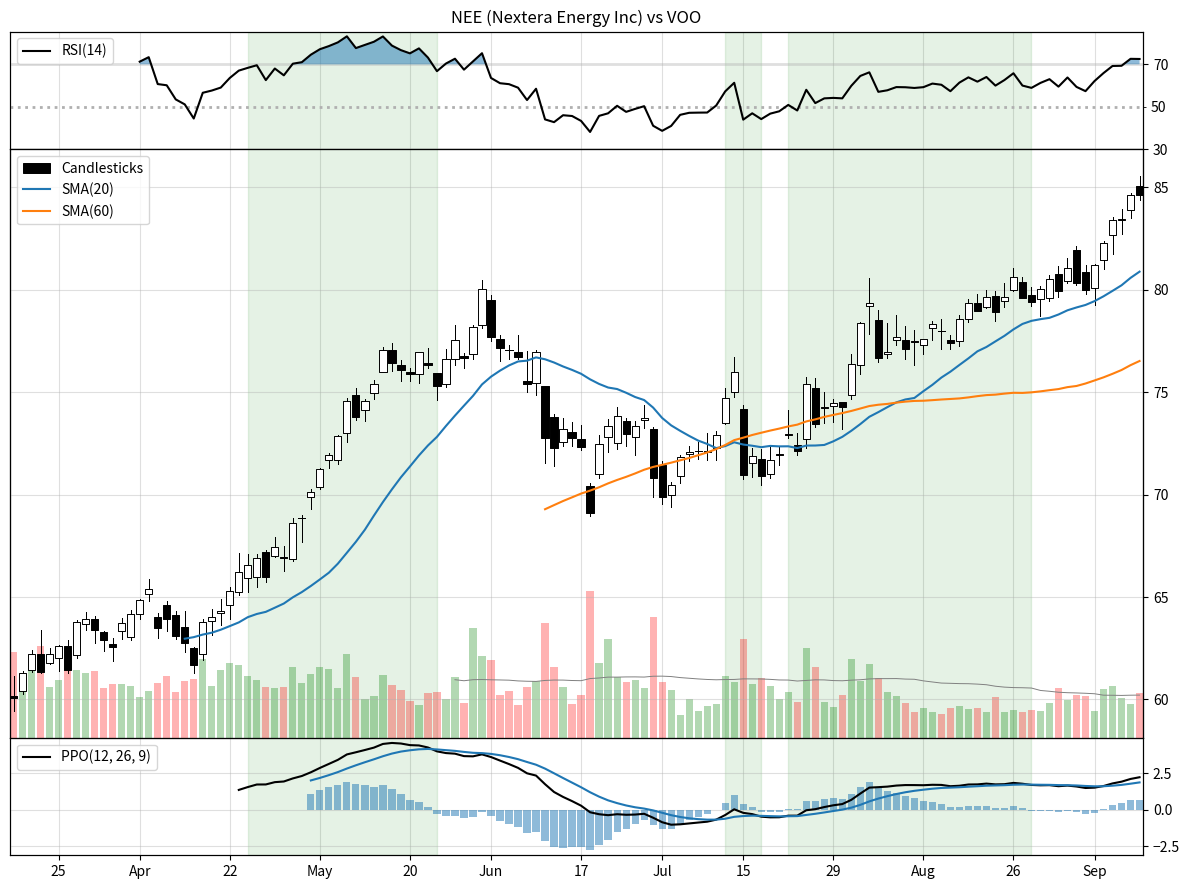 NEE (Nextera Energy Inc) vs VOO
RSI(14)
70
50
30
Candlesticks
SMA(20)
SMA(60)
85
80
75
70
65
60
PPO(12, 26, 9)
2.5
0.0
−2.5
25 Apr 22 May 20 Jun 17 Jul 15 29 Aug 26 Sep